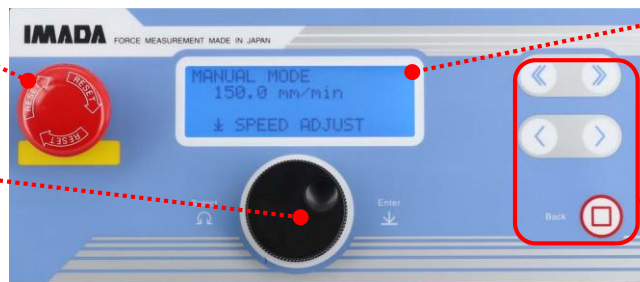 IMADA FORCE MEASUREMENT MADE IN JAPAN
RESET RESET RESET
MANUAL MODE
150.0 mm/min
SPEED ADJUST
Select
Enter
Back